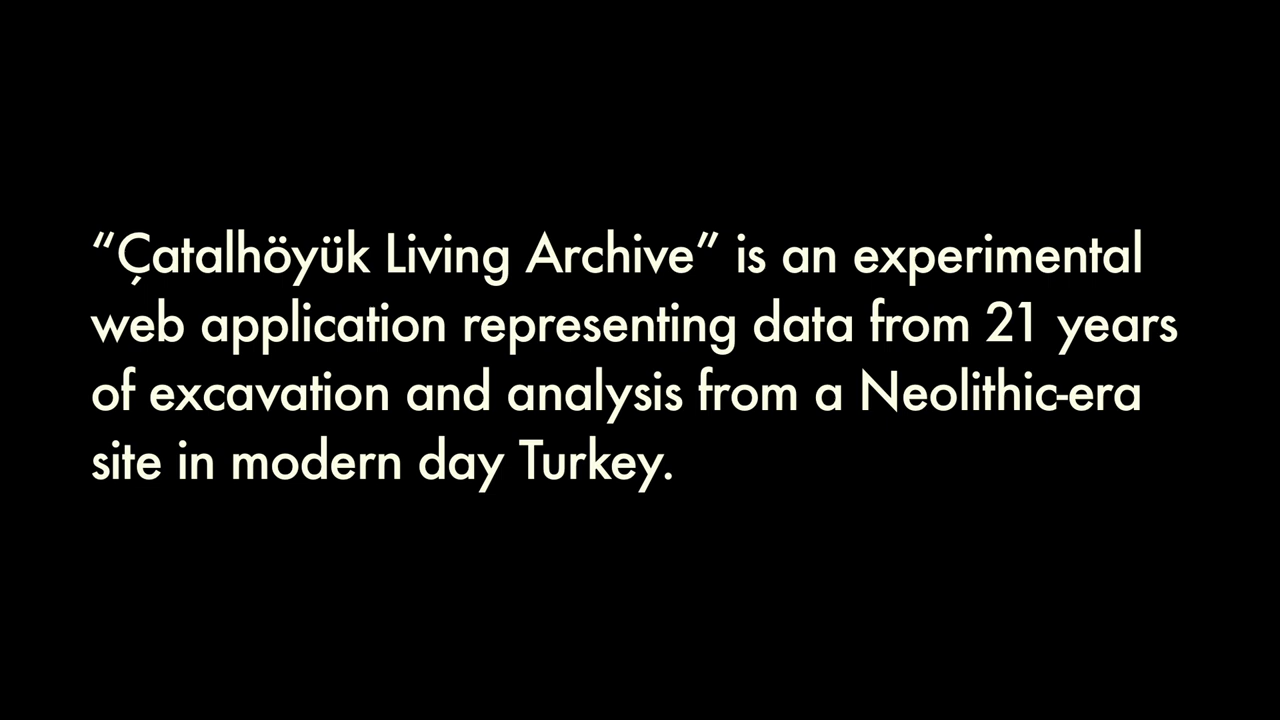 “Çatalhöyük Living Archive” is an experimental
web application representing data from 21 years
of excavation and analysis from a Neolithic-era
site in modern day Turkey.